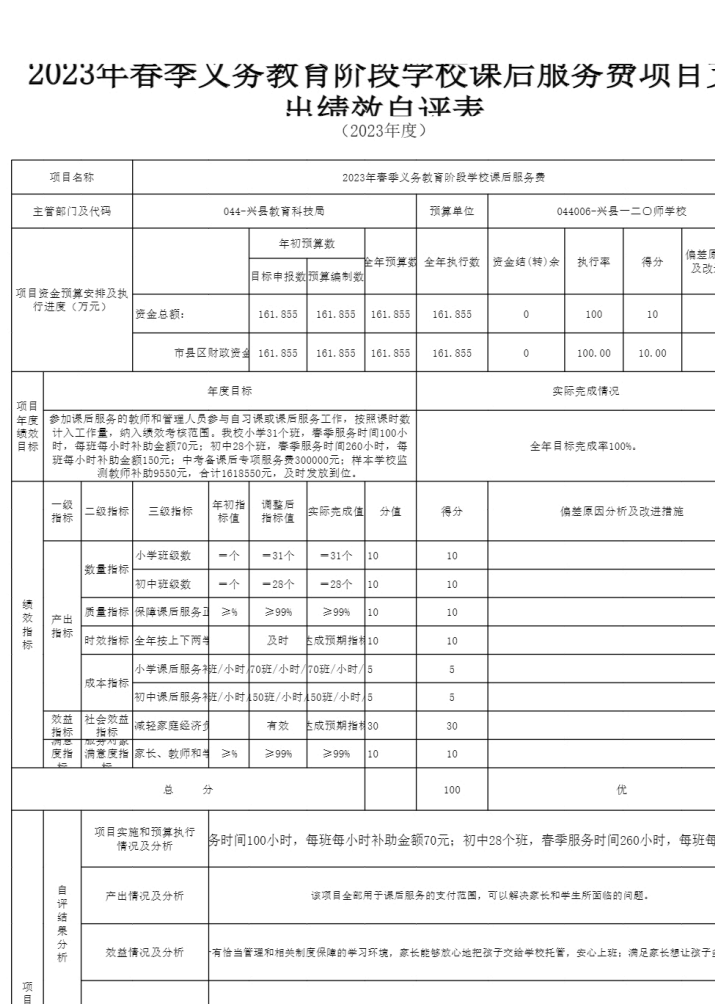 2023年春季义务教育阶段学校课后服务费项目支
出绩效自评表
（2023年度）
项目名称 2023年春季义务教育阶段学校课后服务费
主管部门及代码 044-兴县教育科技局 预算单位 044006-兴县一二〇师学校
项目资金预算安排及执
行进度（万元）
年初预算数 全年预算数 全年执行数 资金结(转)余 执行率 得分 偏差原
及改
目标申报数 预算编制数
资金总额: 161.855 161.855 161.855 161.855 0 100 10
市县区财政资金 161.855 161.855 161.855 161.855 0 100.00 10.00
项目
年度
绩效
目标
年度目标 实际完成情况
参加课后服务的教师和管理人员参与自习课或课后服务工作，按照课时数
计入工作量，纳入绩效考核范围。我校小学31个班，春季服务时间100小
时，每班每小时补助金额70元；初中28个班，春季服务时间260小时，每
班每小时补助金额150元；中考备课后专项服务费300000元；样本学校监
测教师补助9550元，合计1618550元，及时发放到位。
全年目标完成率100%。
绩
效
指
标
一级
指标
二级指标 三级指标
年初指
标值
调整后
指标值
实际完成值 分值 得分 偏差原因分析及改进措施
产出
指标
数量指标 小学班级数 ＝个 ＝31个 ＝31个 10 10
初中班级数 ＝个 ＝28个 ＝28个 10 10
质量指标 保障课后服务正 ≥% ≥99% ≥99% 10 10
时效指标 全年按上下两学 及时 达成预期指标 10 10
成本指标 小学课后服务补 班/小时/ 70班/小时/ 70班/小时/ 5 5
初中课后服务补 班/小时/ 150班/小时/ 150班/小时/ 5 5
效益
指标
社会效益
指标
减轻家庭经济负 有效 达成预期指标 30 30
满意
度指
标
服务对象
满意度指
标
家长、教师和学 ≥% ≥99% ≥99% 10 10
总 分 100 优
项
目
自
评
结
果
分
析
项目实施和预算执行
情况及分析
务时间100小时，每班每小时补助金额70元；初中28个班，春季服务时间260小时，每班每
产出情况及分析 该项目全部用于课后服务的支付范围，可以解决家长和学生所面临的问题。
效益情况及分析 有恰当管理和相关制度保障的学习环境，家长能够放心地把孩子交给学校托管，安心上班；满足家长想让孩子